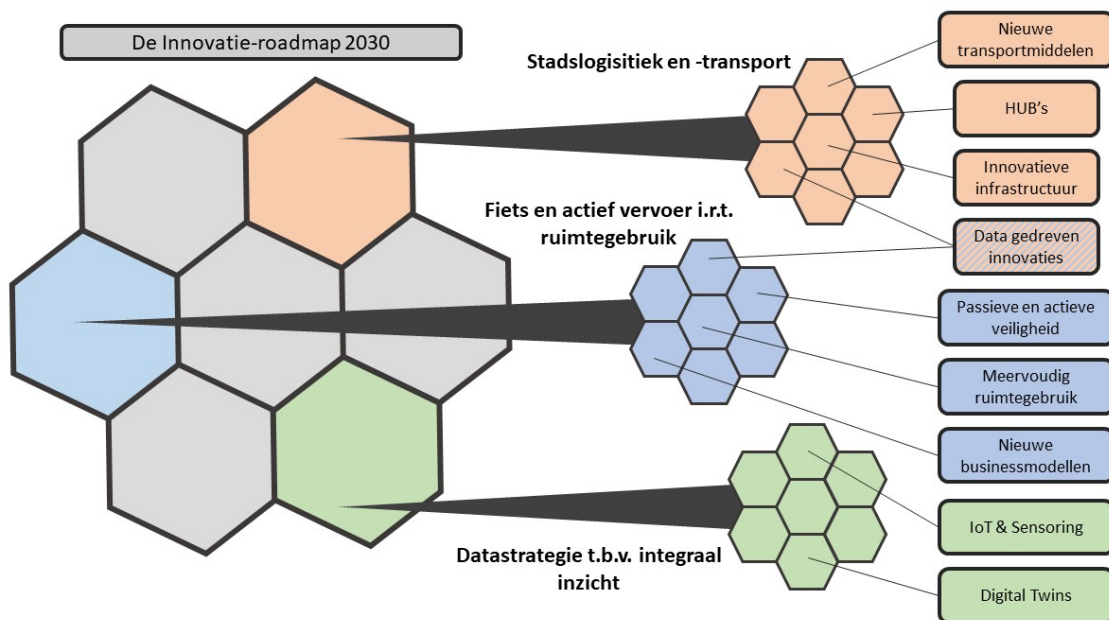 De Innovatie-roadmap 2030
Stadslogisitiek en -transport
Nieuwe
transportmiddelen
HUB's
Innovatieve
infrastructuur
Data gedreven
innovaties
Fiets en actief vervoer i.r.t.
ruimtegebruik
Passieve en actieve
veiligheid
Meervoudig
ruimtegebruik
Nieuwe
businessmodellen
Datastrategie t.b.v. integraal
inzicht
IoT & Sensoring
Digital Twins